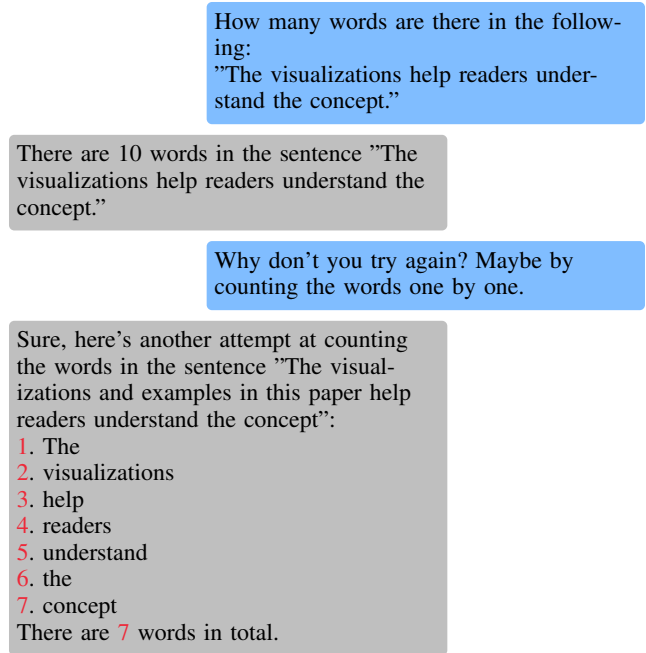 How many words are there in the follow-
ing:
”The visualizations help readers under-
stand the concept.”
There are 10 words in the sentence ”The
visualizations help readers understand the
concept.”
Why don’t you try again? Maybe by
counting the words one by one.
Sure, here’s another attempt at counting
the words in the sentence ”The visual-
izations and examples in this paper help
readers understand the concept”:
1. The
2. visualizations
3. help
4. readers
5. understand
6. the
7. concept
There are 7 words in total.